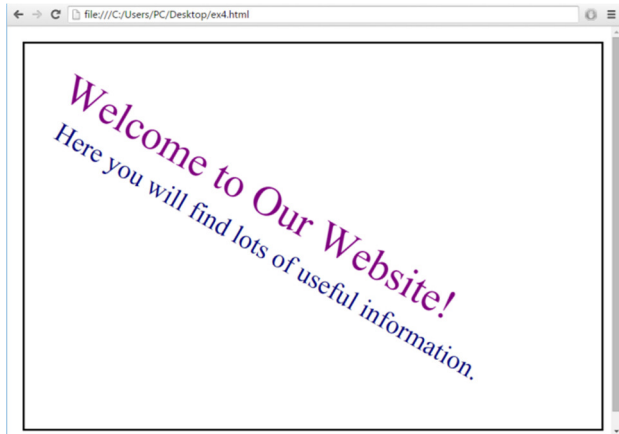 file:///C:/Users/PC/Desktop/ex4.html
Welcome to Our Website!
Here you will find lots of useful information.